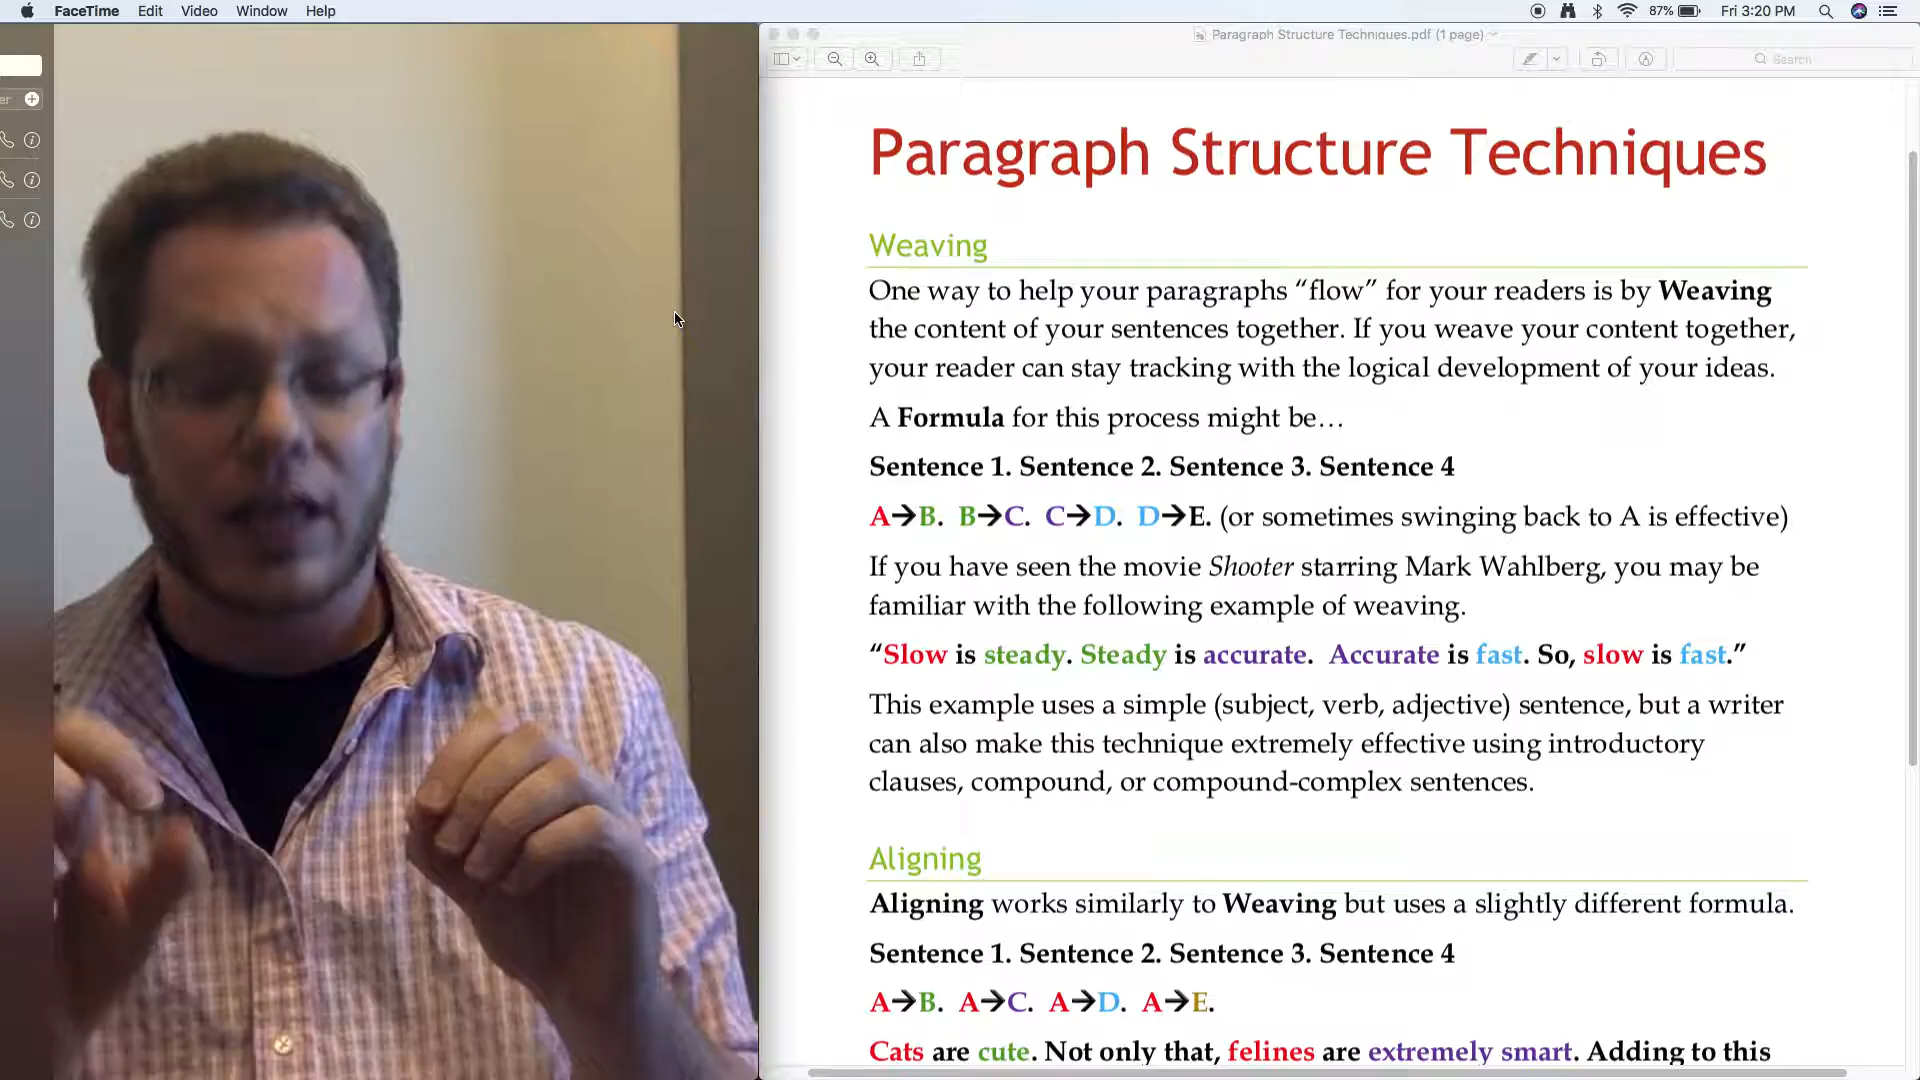 FaceTime Edit Video Window Help
87% Fri 3:20 PM
er
Paragraph Structure Techniques.pdf (1 page)
Search
Paragraph Structure Techniques
Weaving
One way to help your paragraphs “flow” for your readers is by Weaving
the content of your sentences together. If you weave your content together,
your reader can stay tracking with the logical development of your ideas.
A Formula for this process might be…
Sentence 1. Sentence 2. Sentence 3. Sentence 4
A→B. B→C. C→D. D→E. (or sometimes swinging back to A is effective)
If you have seen the movie Shooter starring Mark Wahlberg, you may be
familiar with the following example of weaving.
“Slow is steady. Steady is accurate. Accurate is fast. So, slow is fast.”
This example uses a simple (subject, verb, adjective) sentence, but a writer
can also make this technique extremely effective using introductory
clauses, compound, or compound-complex sentences.
Aligning
Aligning works similarly to Weaving but uses a slightly different formula.
Sentence 1. Sentence 2. Sentence 3. Sentence 4
A→B. A→C. A→D. A→E.
Cats are cute. Not only that, felines are extremely smart. Adding to this